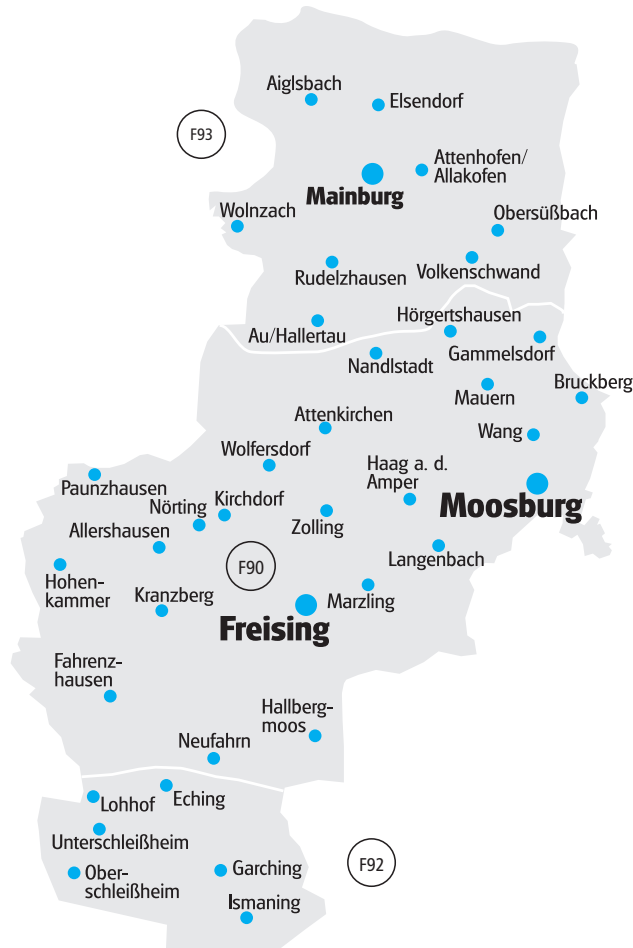 Aiglsbach
Elsendorf
F93
Attenhofen/
Allakofen
Mainburg
Wolnzach
Obersüßbach
Rudelzhausen
Volkenschwand
Hörgertshausen
Au/Hallertau
Nandlstadt
Gammelsdorf
Bruckberg
Mauern
Attenkirchen
Wang
Wolfersdorf
Haag a. d.
Amper
Paunzhausen
Nörting
Kirchdorf
Moosburg
Allershausen
Zolling
Langenbach
F90
Hohen-
kammer
Kranzberg
Marzling
Freising
Fahrenz-
hausen
Hallberg-
moos
Neufahrn
Lohhof
Eching
Unterschleißheim
Ober-
schleißheim
Garching
F92
Ismaning